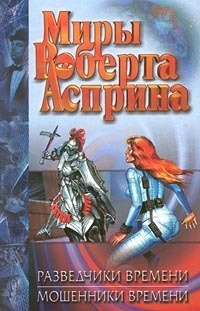 Миры
Роберта
Асприна
РАЗВЕДЧИКИ ВРЕМЕНИ
МОШЕННИКИ ВРЕМЕНИ